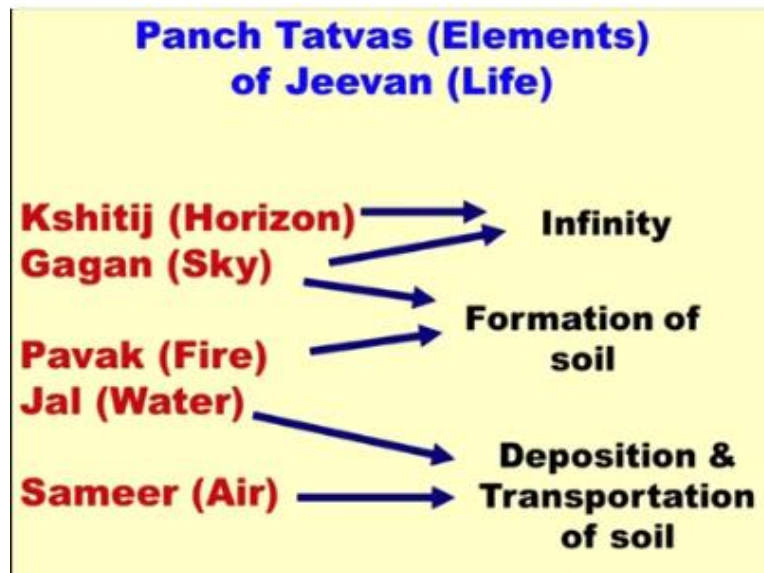 Panch Tatvas (Elements)
of Jeevan (Life)
Kshitij (Horizon)
Gagan (Sky)
Pavak (Fire)
Jal (Water)
Sameer (Air)
Infinity
Formation of
soil
Deposition &
Transportation
of soil